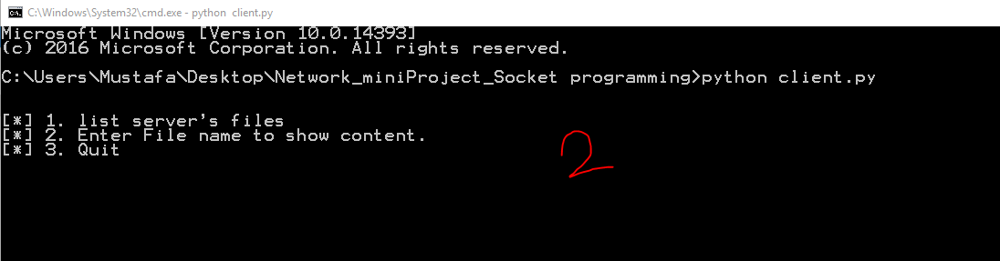 C:\Windows\System32\cmd.exe - python  client.py
Microsoft Windows [Version 10.0.14393]
(c) 2016 Microsoft Corporation. All rights reserved.
C:\Users\Mustafa\Desktop\Network_miniProject_Socket programming>python client.py
[*] 1. list server's files
[*] 2. Enter File name to show content.
[*] 3. Quit
2